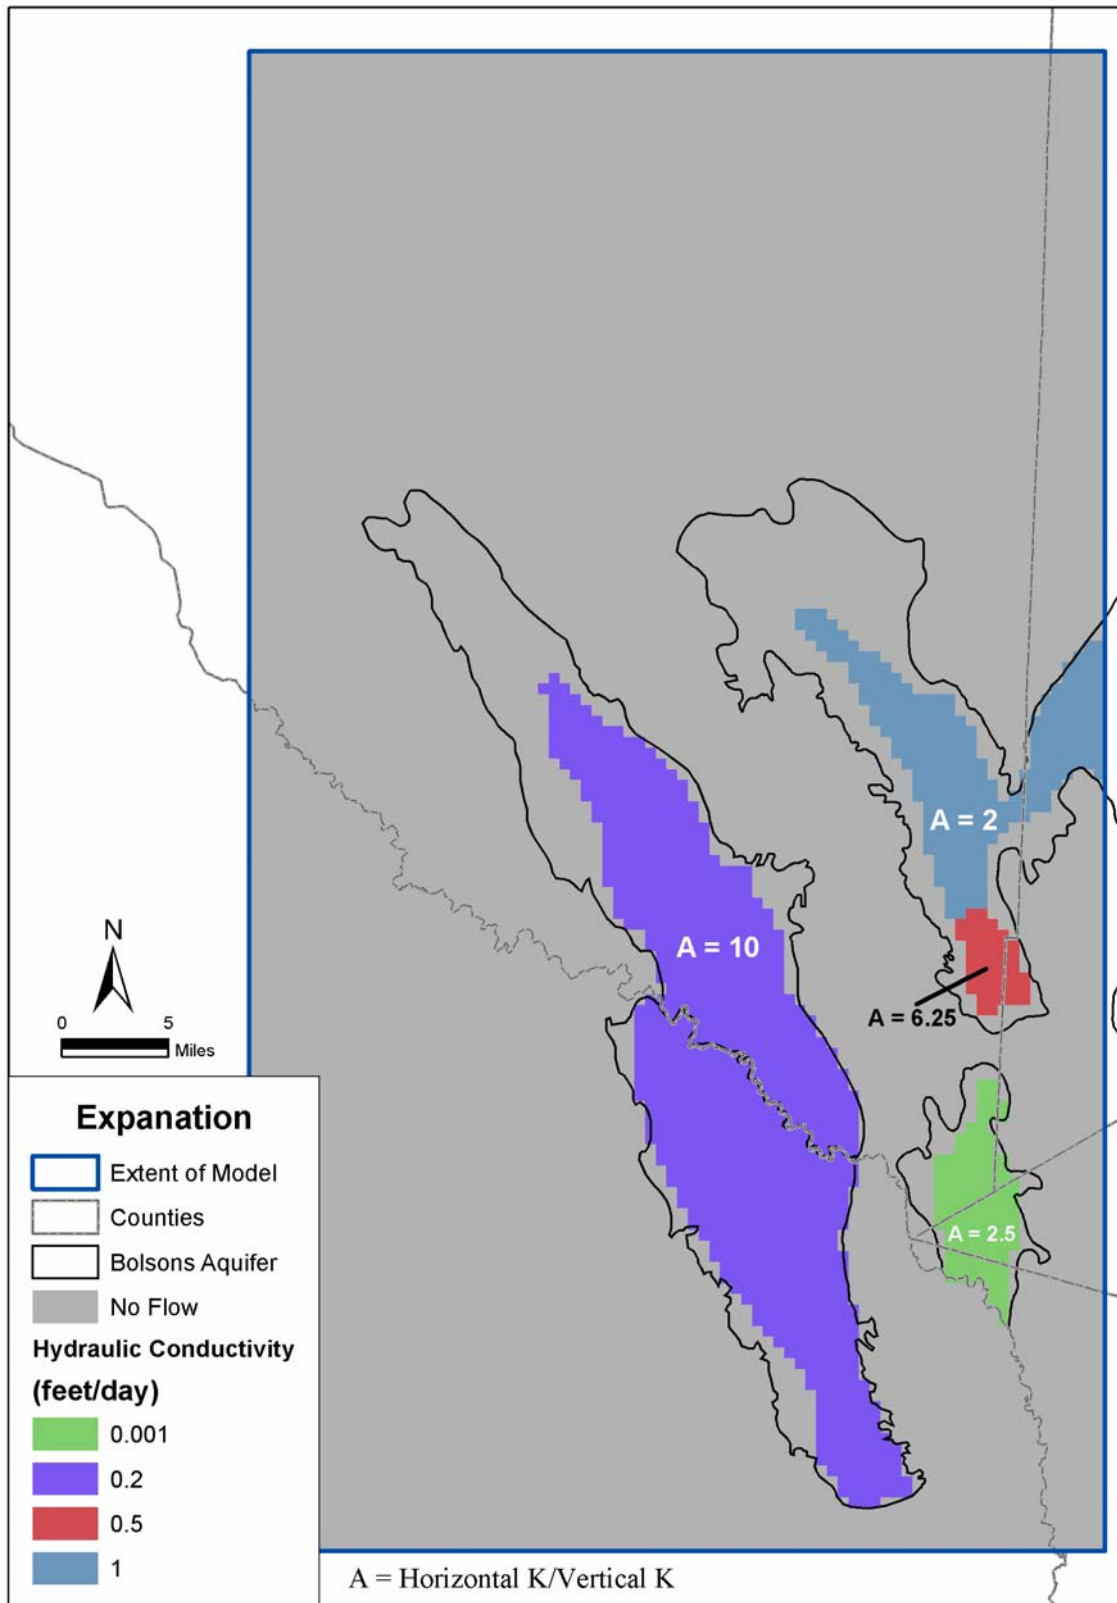 A = 2
A = 10
A = 6.25
A = 2.5
N
0 5
Miles
Expanation
Extent of Model
Counties
Bolsons Aquifer
No Flow
Hydraulic Conductivity
(feet/day)
0.001
0.2
0.5
1
A = Horizontal K/Vertical K